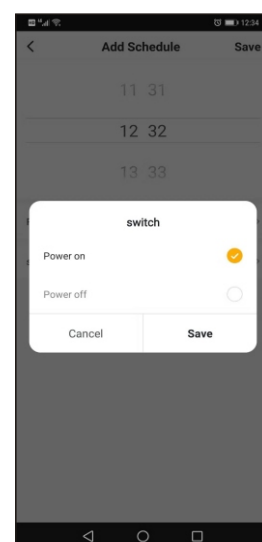 12:34
Add Schedule Save
11 31
12 32
13 33
switch
Power on
Power off
Cancel Save